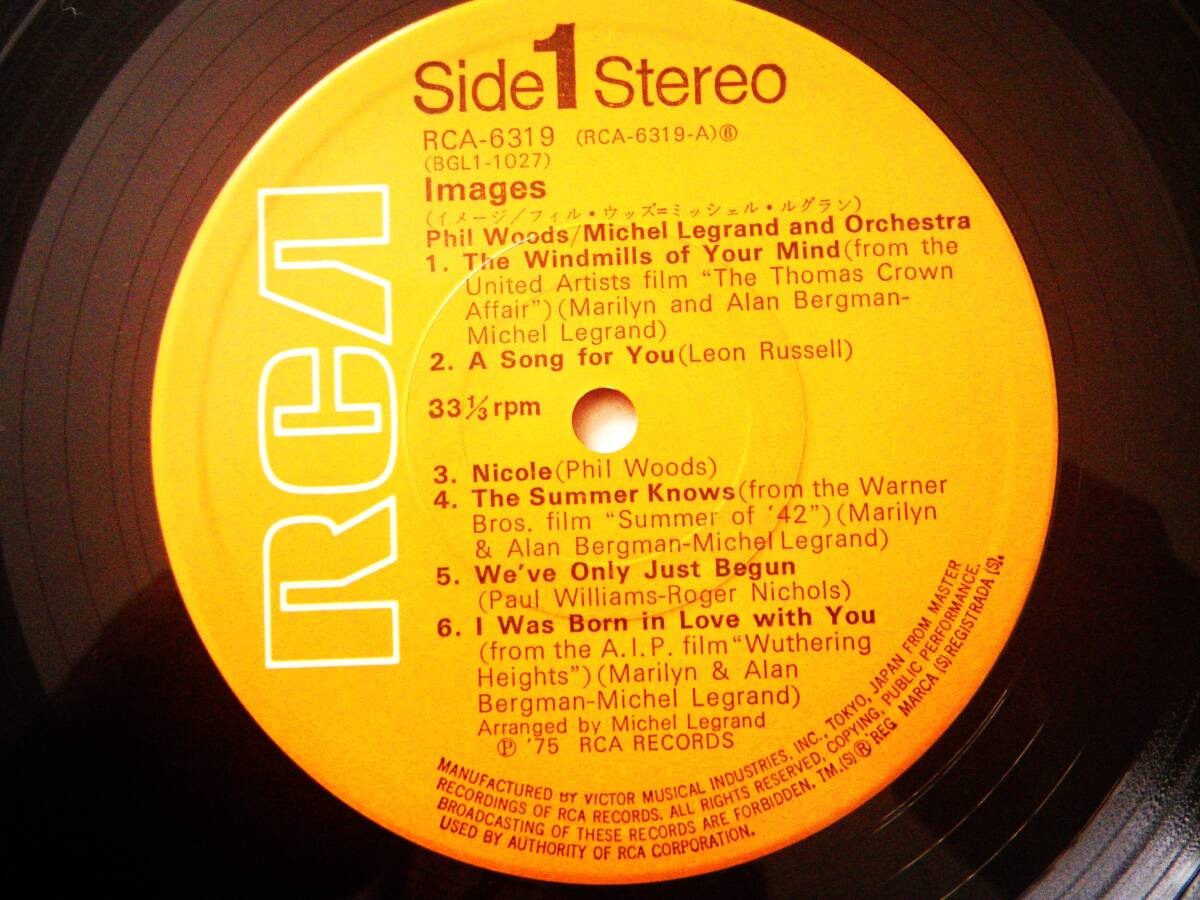 Side 1 Stereo
RCA-6319 (RCA-6319-A)⑥
(BGL1-1027)
Images
(イメージ/フィル・ウッズ=ミッシェル・ルグラン)
Phil Woods/Michel Legrand and Orchestra
1. The Windmills of Your Mind(from the
United Artists film “The Thomas Crown
Affair”)(Marilyn and Alan Bergman-
Michel Legrand)
2. A Song for You(Leon Russell)
33⅓rpm
3. Nicole(Phil Woods)
4. The Summer Knows(from the Warner
Bros. film “Summer of ’42”)(Marilyn
& Alan Bergman-Michel Legrand)
5. We’ve Only Just Begun
(Paul Williams-Roger Nichols)
6. I Was Born in Love with You
(from the A.I.P. film“Wuthering
Heights”)(Marilyn & Alan
Bergman-Michel Legrand)
Arranged by Michel Legrand
Ⓟ ’75 RCA RECORDS
RCA
MANUFACTURED BY VICTOR MUSICAL INDUSTRIES, INC., TOKYO, JAPAN FROM MASTER
RECORDINGS OF RCA RECORDS. ALL RIGHTS RESERVED, COPYING, PUBLIC PERFORMANCE,
BROADCASTING OF THESE RECORDS ARE FORBIDDEN. TM.(S)® REG MARCA (S) REGISTRADA (S).
USED BY AUTHORITY OF RCA CORPORATION.